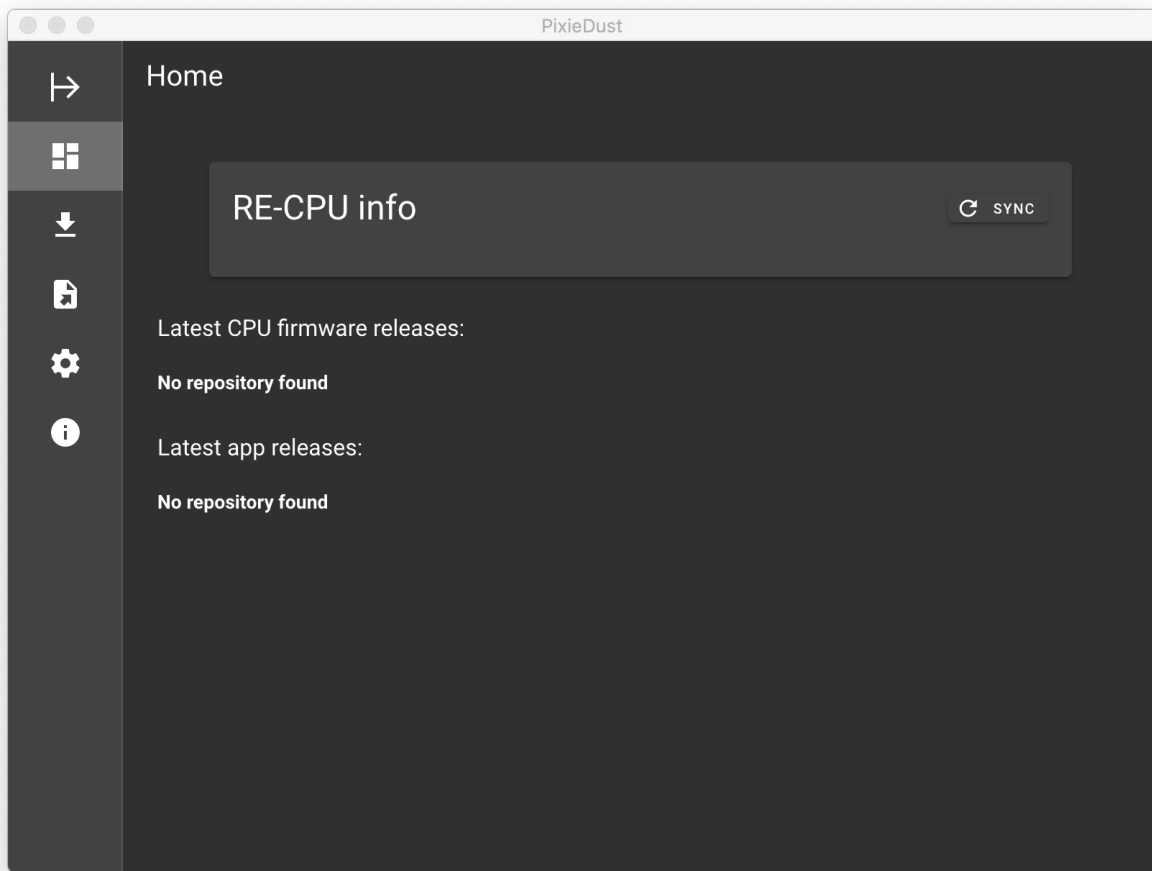 PixieDust
Home
RE-CPU info
SYNC
Latest CPU firmware releases:
No repository found
Latest app releases:
No repository found